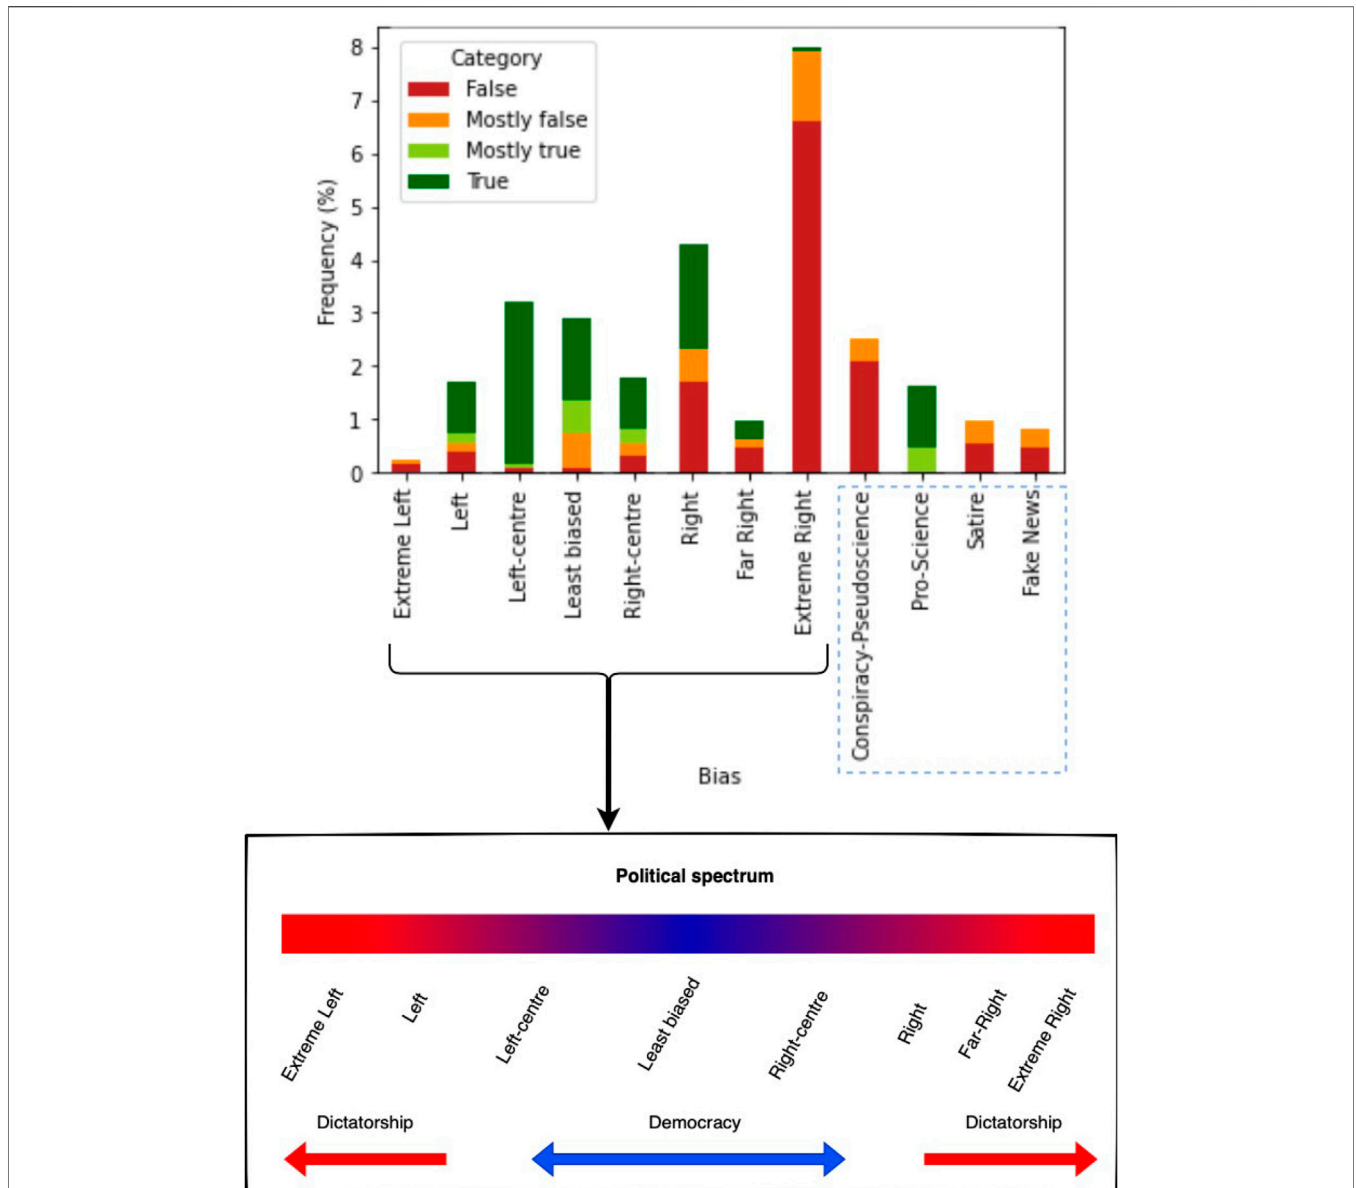 Category
False
Mostly false
Mostly true
True
Frequency (%)
8
7
6
5
4
3
2
1
0
Extreme Left
Left
Left-centre
Least biased
Right-centre
Right
Far Right
Extreme Right
Conspiracy-Pseudoscience
Pro-Science
Satire
Fake News
Bias
Political spectrum
Extreme Left
Left
Left-centre
Least biased
Right-centre
Right
Far-Right
Extreme Right
Dictatorship
Democracy
Dictatorship